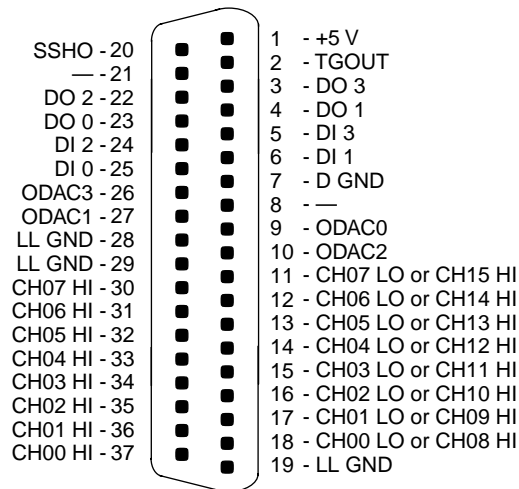 SSHO - 20
— - 21
DO 2 - 22
DO 0 - 23
DI 2 - 24
DI 0 - 25
ODAC3 - 26
ODAC1 - 27
LL GND - 28
LL GND - 29
CH07 HI - 30
CH06 HI - 31
CH05 HI - 32
CH04 HI - 33
CH03 HI - 34
CH02 HI - 35
CH01 HI - 36
CH00 HI - 37
1 - +5 V
2 - TGOUT
3 - DO 3
4 - DO 1
5 - DI 3
6 - DI 1
7 - D GND
8 - —
9 - ODAC0
10 - ODAC2
11 - CH07 LO or CH15 HI
12 - CH06 LO or CH14 HI
13 - CH05 LO or CH13 HI
14 - CH04 LO or CH12 HI
15 - CH03 LO or CH11 HI
16 - CH02 LO or CH10 HI
17 - CH01 LO or CH09 HI
18 - CH00 LO or CH08 HI
19 - LL GND